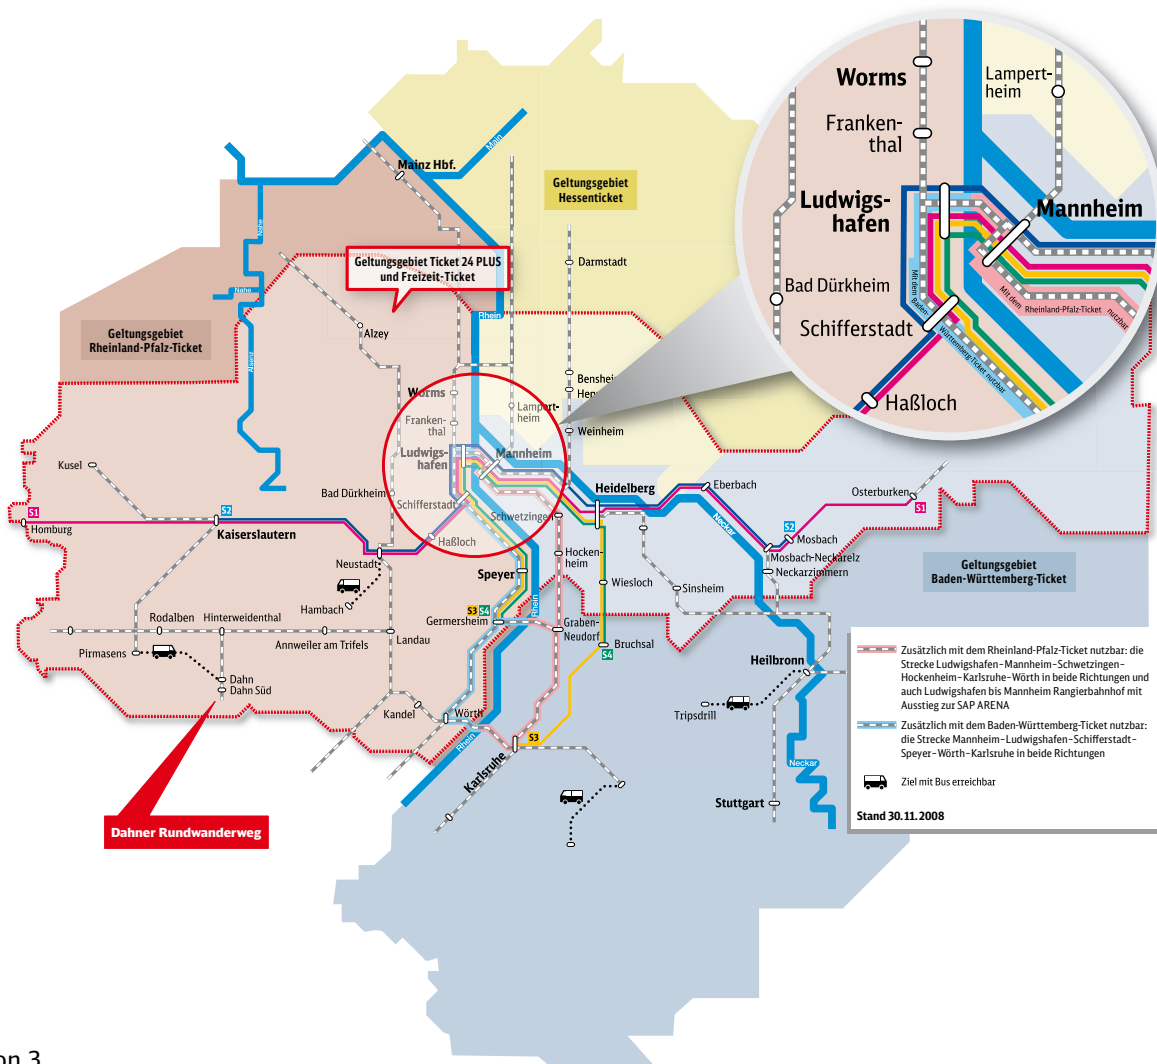 Worms
Lampert-
heim
Franken-
thal
Ludwigs-
hafen
Mannheim
Mit dem Baden-
Württemberg-Ticket nutzbar
Mit dem
Rheinland-Pfalz-Ticket
nutzbar
Bad Dürkheim
Schifferstadt
Haßloch
Main
Mainz Hbf.
Geltungsgebiet
Hessenticket
Nahe
Nahe
Alsenz
Geltungsgebiet Ticket 24 PLUS
und Freizeit-Ticket
Darmstadt
Rhein
Geltungsgebiet
Rheinland-Pfalz-Ticket
Alzey
Bensheim
Worms
Lampert-
heim
Franken-
thal
Weinheim
Ludwigs-
hafen
Mannheim
Kusel
Bad Dürkheim
Schifferstadt
Schwetzingen
Heidelberg
Eberbach
Osterburken
S1
Homburg
S2
Kaiserslautern
Haßloch
Neckar
S2
Mosbach
S1
Neustadt
Hocken-
heim
Mosbach-Neckarelz
Neckarzimmern
Geltungsgebiet
Baden-Württemberg-Ticket
Speyer
Wiesloch
Sinsheim
Hambach
Rhein
S3
S4
Germersheim
Graben-
Neudorf
Rodalben
Hinterweidenthal
Annweiler am Trifels
Landau
Bruchsal
S4
Pirmasens
Dahn
Dahn Süd
Heilbronn
Kandel
Wörth
Tripsdrill
Rhein
S3
Karlsruhe
Neckar
Stuttgart
Dahner Rundwanderweg
Zusätzlich mit dem Rheinland-Pfalz-Ticket nutzbar: die
Strecke Ludwigshafen–Mannheim–Schwetzingen–
Hockenheim–Karlsruhe–Wörth in beide Richtungen und
auch Ludwigshafen bis Mannheim Rangierbahnhof mit
Ausstieg zur SAP ARENA
Zusätzlich mit dem Baden-Württemberg-Ticket nutzbar:
die Strecke Mannheim–Ludwigshafen–Schifferstadt–
Speyer–Wörth–Karlsruhe in beide Richtungen
Ziel mit Bus erreichbar
Stand 30.11.2008